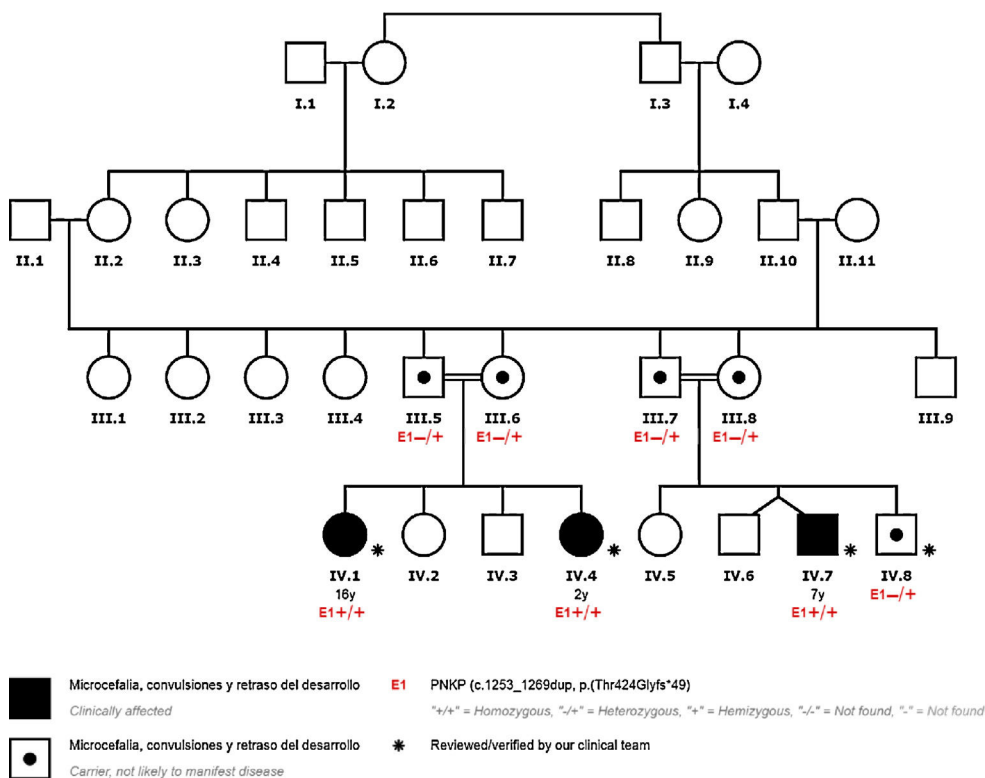 I.1 I.2 I.3 I.4
II.1 II.2 II.3 II.4 II.5 II.6 II.7 II.8 II.9 II.10 II.11
III.1 III.2 III.3 III.4 III.5 III.6 III.7 III.8 III.9
E1−/+ E1−/+ E1−/+ E1−/+
IV.1 IV.2 IV.3 IV.4 IV.5 IV.6 IV.7 IV.8
16y 2y 7y E1−/+
E1+/+ E1+/+ E1+/+
Microcefalia, convulsiones y retraso del desarrollo E1 PNKP (c.1253_1269dup, p.(Thr424Glyfs*49)
Clinically affected "+/+" = Homozygous, "-/+" = Heterozygous, "+" = Hemizygous, "-/-" = Not found, "-" = Not found
Microcefalia, convulsiones y retraso del desarrollo * Reviewed/verified by our clinical team
Carrier, not likely to manifest disease